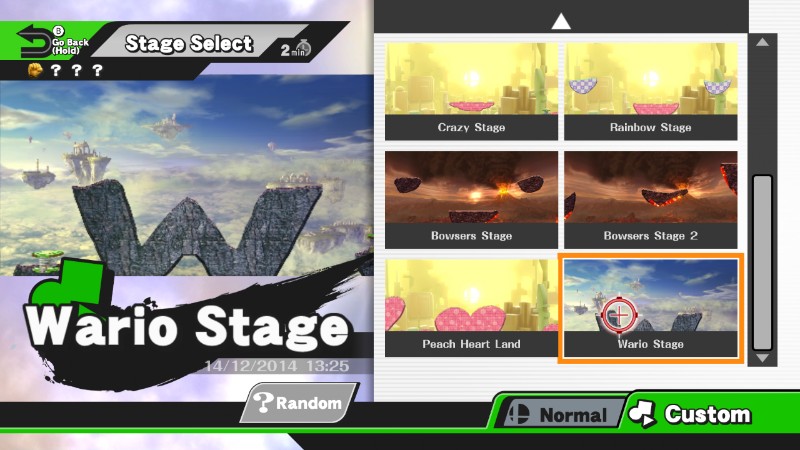 B
Go Back
(Hold)
Stage Select
2 min
? ? ?
Crazy Stage
Rainbow Stage
Bowsers Stage
Bowsers Stage 2
Peach Heart Land
Wario Stage
W
Wario Stage
14/12/2014 13:25
? Random
Normal
Custom